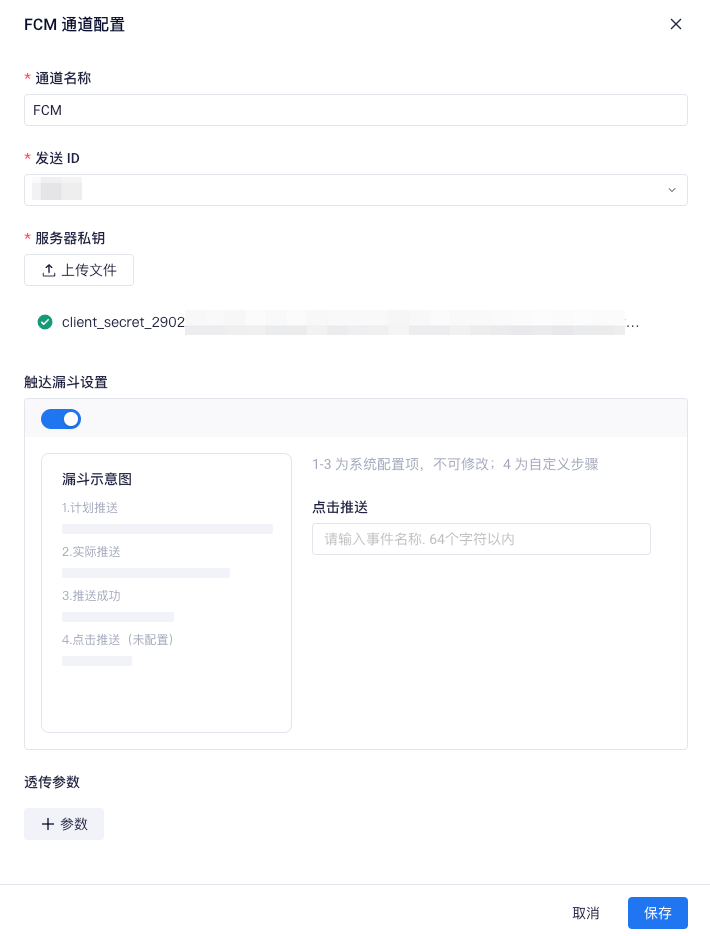 FCM 通道配置
* 通道名称
FCM
* 发送 ID
* 服务器私钥
上传文件
client_secret_2902
...
触达漏斗设置
漏斗示意图
1.计划推送
2.实际推送
3.推送成功
4.点击推送（未配置）
1-3 为系统配置项，不可修改；4 为自定义步骤
点击推送
请输入事件名称. 64个字符以内
透传参数
+ 参数
取消
保存